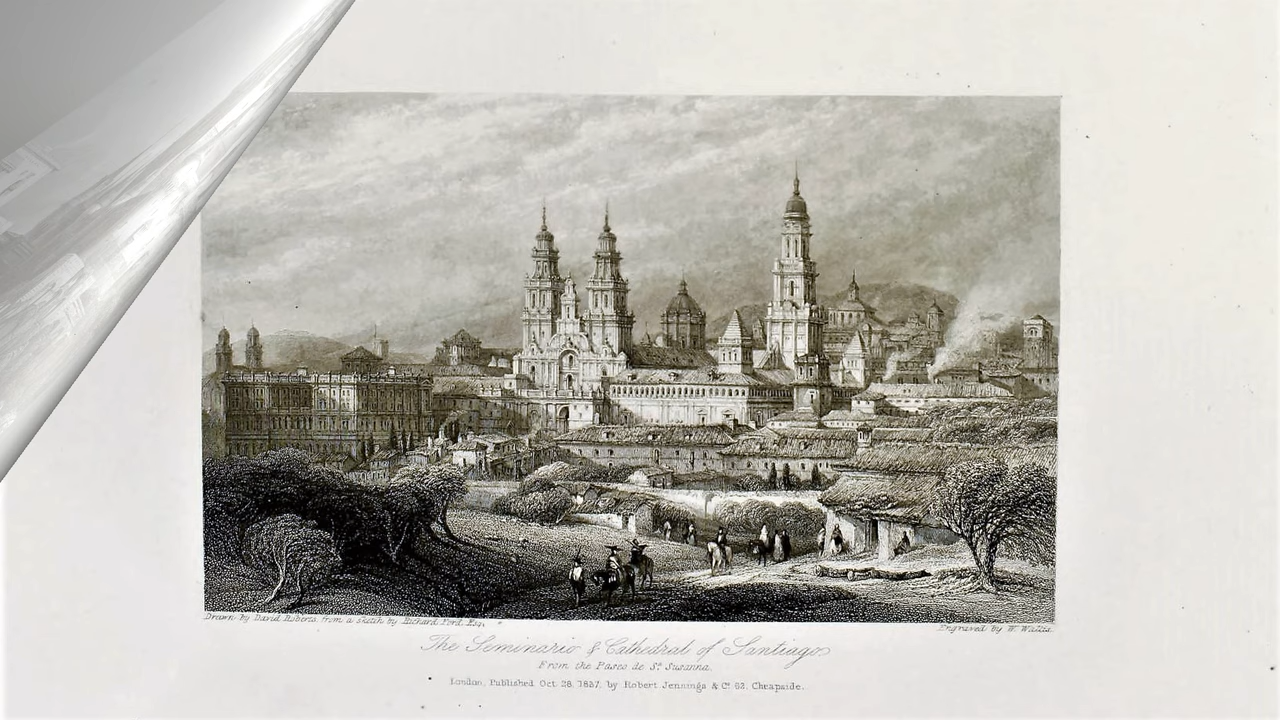 Drawn by David Roberts from a sketch by Richard Ford Esq.
Engraved by W. Wallis
The Seminario & Cathedral of Santiago
From the Paseo de Sta. Susanna.
London, Published Oct. 28, 1837, by Robert Jennings & Co. 62, Cheapside.